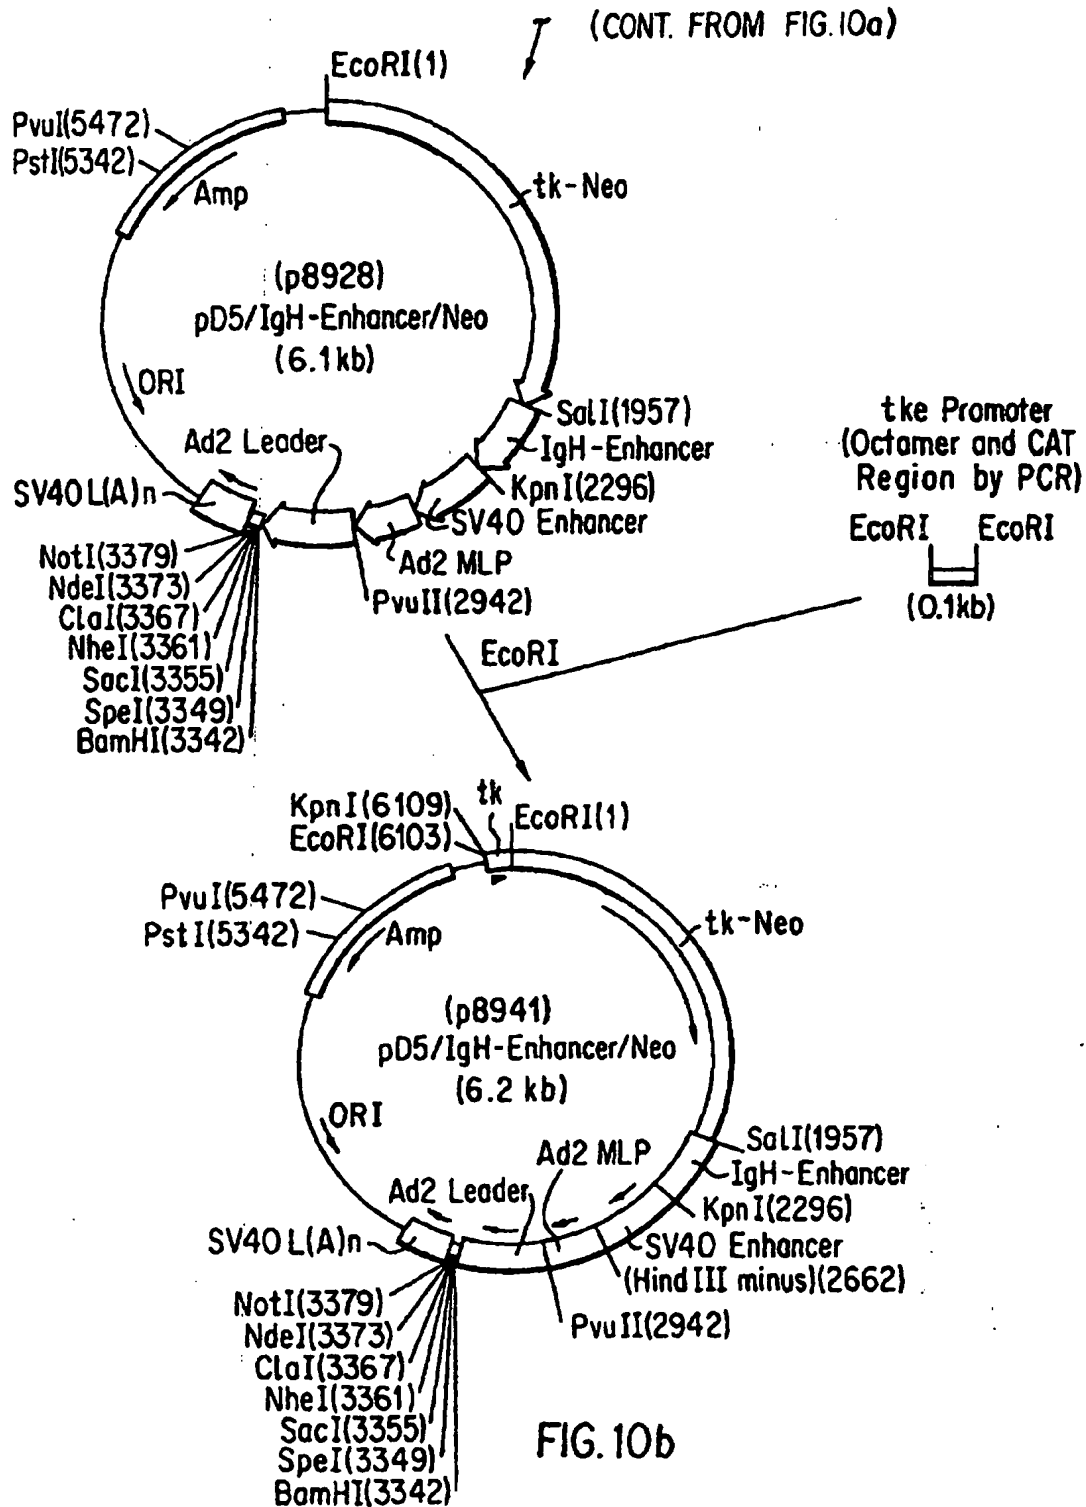 (CONT. FROM FIG.10a)
EcoRI(1)
PvuI(5472)
PstI(5342)
Amp
tk-Neo
(p8928)
pD5/IgH-Enhancer/Neo
(6.1kb)
ORI
SalI(1957)
IgH-Enhancer
KpnI(2296)
SV40 Enhancer
Ad2 MLP
PvuII(2942)
Ad2 Leader
SV40 L(A)n
NotI(3379)
NdeI(3373)
ClaI(3367)
NheI(3361)
SacI(3355)
SpeI(3349)
BamHI(3342)
tke Promoter
(Octamer and CAT
Region by PCR)
EcoRI EcoRI
(0.1kb)
EcoRI
KpnI(6109)
EcoRI(6103)
tk
EcoRI(1)
PvuI(5472)
PstI(5342)
Amp
tk-Neo
(p8941)
pD5/IgH-Enhancer/Neo
(6.2 kb)
ORI
SalI(1957)
IgH-Enhancer
KpnI(2296)
SV40 Enhancer
(Hind III minus)(2662)
PvuII(2942)
Ad2 MLP
Ad2 Leader
SV40 L(A)n
NotI(3379)
NdeI(3373)
ClaI(3367)
NheI(3361)
SacI(3355)
SpeI(3349)
BamHI(3342)
FIG. 10b